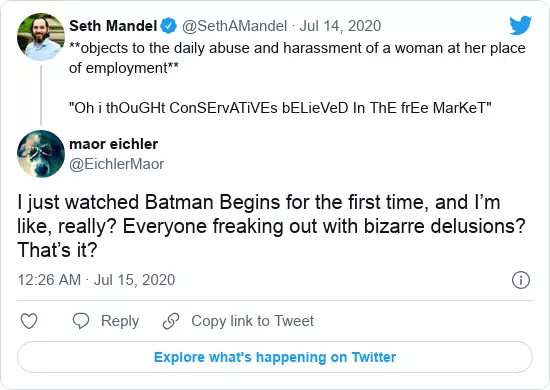 Seth Mandel @SethAMandel · Jul 14, 2020
**objects to the daily abuse and harassment of a woman at her place
of employment**
"Oh i thOuGHt ConSErvATiVEs bELieVeD In ThE frEe MarKeT"
maor eichler
@EichlerMaor
I just watched Batman Begins for the first time, and I’m
like, really? Everyone freaking out with bizarre delusions?
That’s it?
12:26 AM · Jul 15, 2020
Reply Copy link to Tweet
Explore what's happening on Twitter